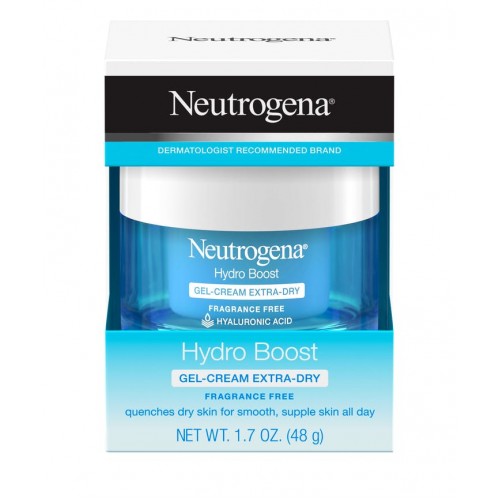 Neutrogena
Neutrogena®
DERMATOLOGIST RECOMMENDED BRAND
Neutrogena®
Hydro Boost
GEL-CREAM EXTRA-DRY
FRAGRANCE FREE
HYALURONIC ACID
Hydro Boost
GEL-CREAM EXTRA-DRY
FRAGRANCE FREE
quenches dry skin for smooth, supple skin all day
NET WT. 1.7 OZ. (48 g)